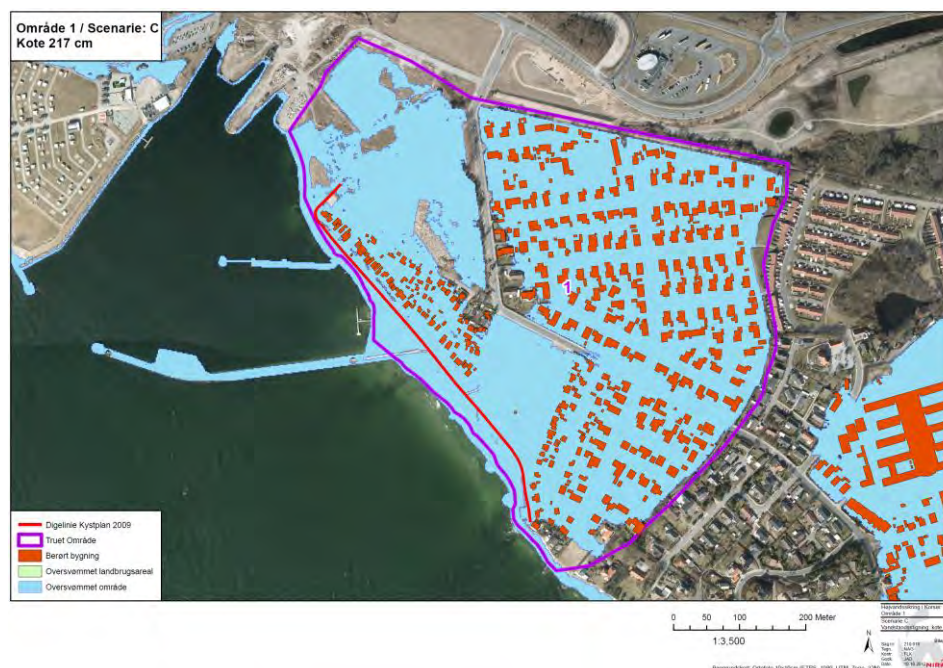 Område 1 / Scenarie: C
Kote 217 cm
1
Digelinie Kystplan 2009
Truet Område
Berørt bygning
Oversvømmet landbrugsareal
Oversvømmet område
0 50 100 200 Meter
1:3,500
N
Område 1
Scenarie C